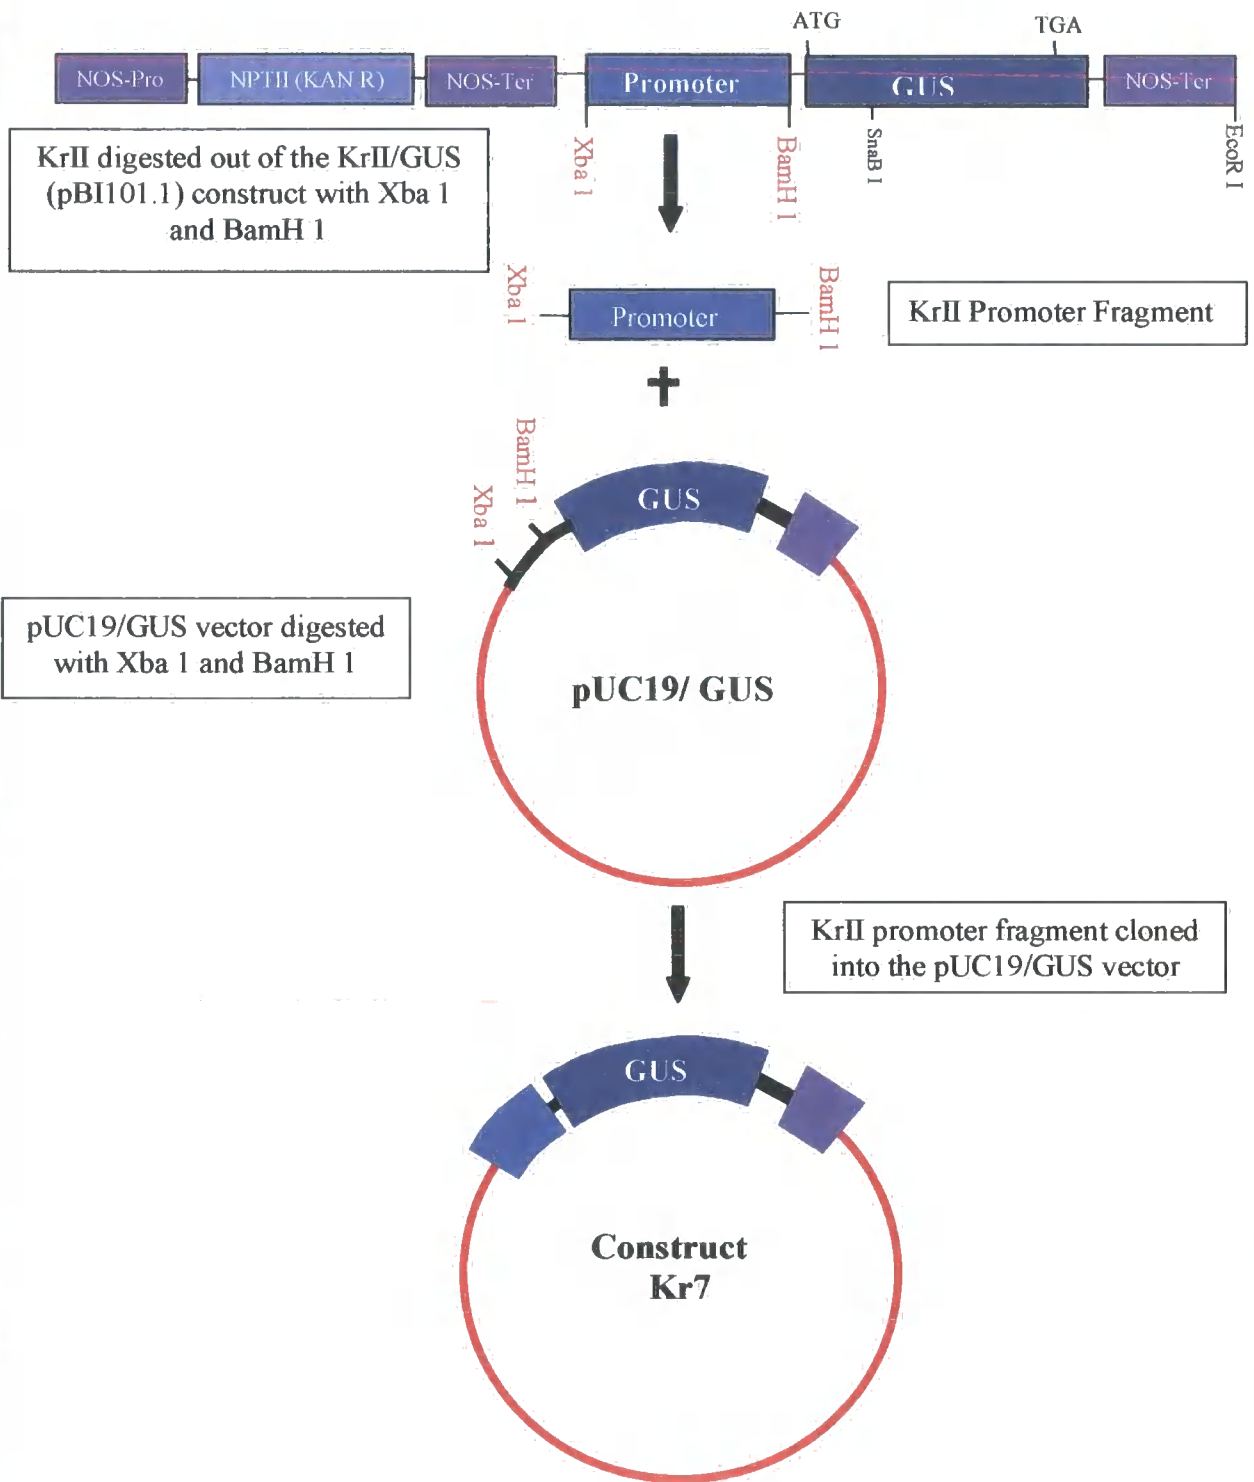 ATG
TGA
NOS-Pro
NPTII (KAN R)
NOS-Ter
Promoter
GUS
NOS-Ter
Xba 1
BamH 1
SnaB I
EcoR I
KrII digested out of the KrII/GUS
(pBI101.1) construct with Xba 1
and BamH 1
Xba 1
Promoter
BamH 1
KrII Promoter Fragment
+
BamH 1
Xba 1
GUS
pUC19/GUS vector digested
with Xba 1 and BamH 1
pUC19/ GUS
KrII promoter fragment cloned
into the pUC19/GUS vector
GUS
Construct
Kr7